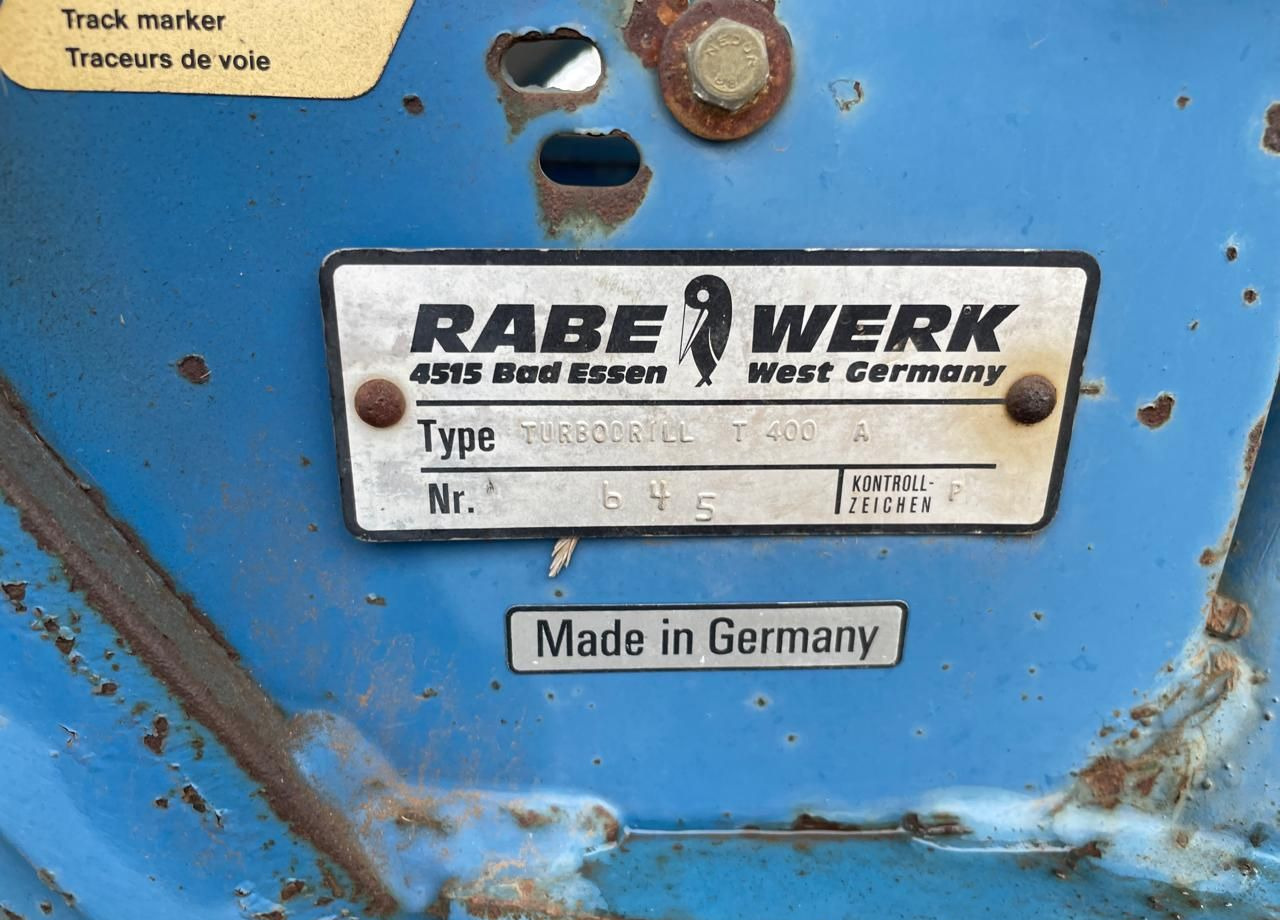 Track marker
Traceurs de voie
RABE WERK
4515 Bad Essen West Germany
Type TURBODRILL T 400 A
Nr. 645 KONTROLL-
ZEICHEN P
Made in Germany